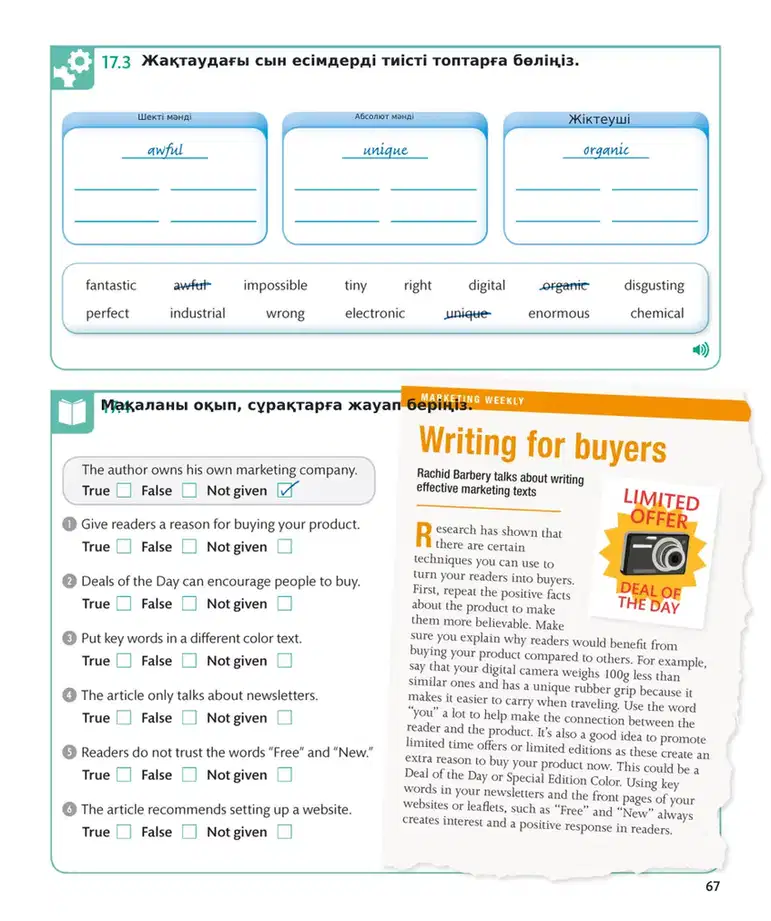 17.3 Жақтаудағы сын есімдерді тиісті топтарға бөліңіз.
Шекті мәнді
Абсолют мәнді
Жіктеуші
awful
unique
organic
fantastic awful impossible tiny right digital organic disgusting
perfect industrial wrong electronic unique enormous chemical
Мақаланы оқып, сұрақтарға жауап беріңіз.
The author owns his own marketing company.
True False Not given
1 Give readers a reason for buying your product.
True False Not given
2 Deals of the Day can encourage people to buy.
True False Not given
3 Put key words in a different color text.
True False Not given
4 The article only talks about newsletters.
True False Not given
5 Readers do not trust the words “Free” and “New.”
True False Not given
6 The article recommends setting up a website.
True False Not given
MARKETING WEEKLY
Writing for buyers
Rachid Barbery talks about writing
effective marketing texts
LIMITED
OFFER
DEAL OF
THE DAY
Research has shown that
there are certain
techniques you can use to
turn your readers into buyers.
First, repeat the positive facts
about the product to make
them more believable. Make
sure you explain why readers would benefit from
buying your product compared to others. For example,
say that your digital camera weighs 100g less than
similar ones and has a unique rubber grip because it
makes it easier to carry when traveling. Use the word
“you” a lot to help make the connection between the
reader and the product. It’s also a good idea to promote
limited time offers or limited editions as these create an
extra reason to buy your product now. This could be a
Deal of the Day or Special Edition Color. Using key
words in your newsletters and the front pages of your
websites or leaflets, such as “Free” and “New” always
creates interest and a positive response in readers.
67